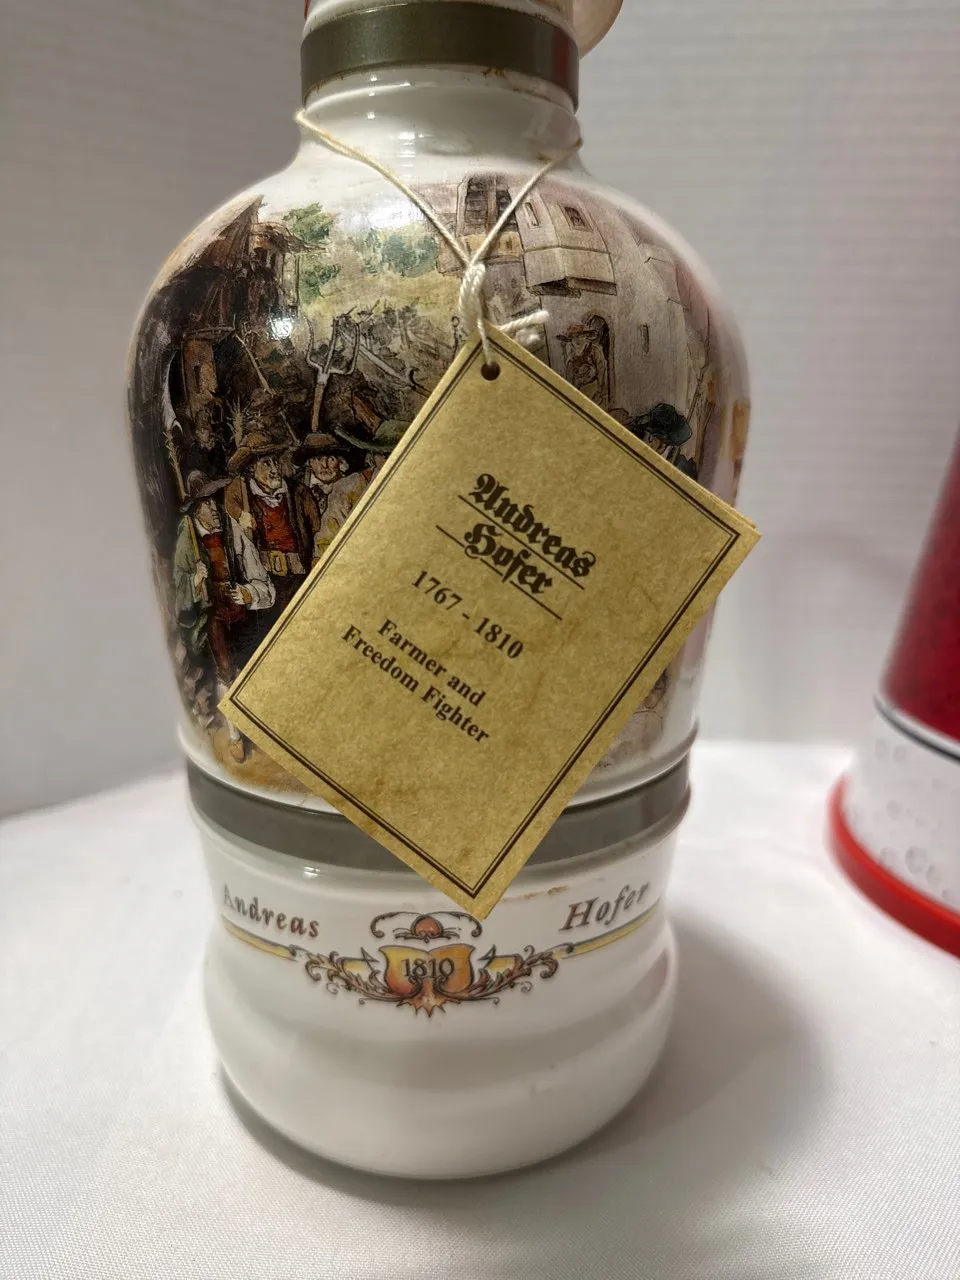 Andreas
Hofer
1767 - 1810
Farmer and
Freedom Fighter
Andreas Hofer
1810